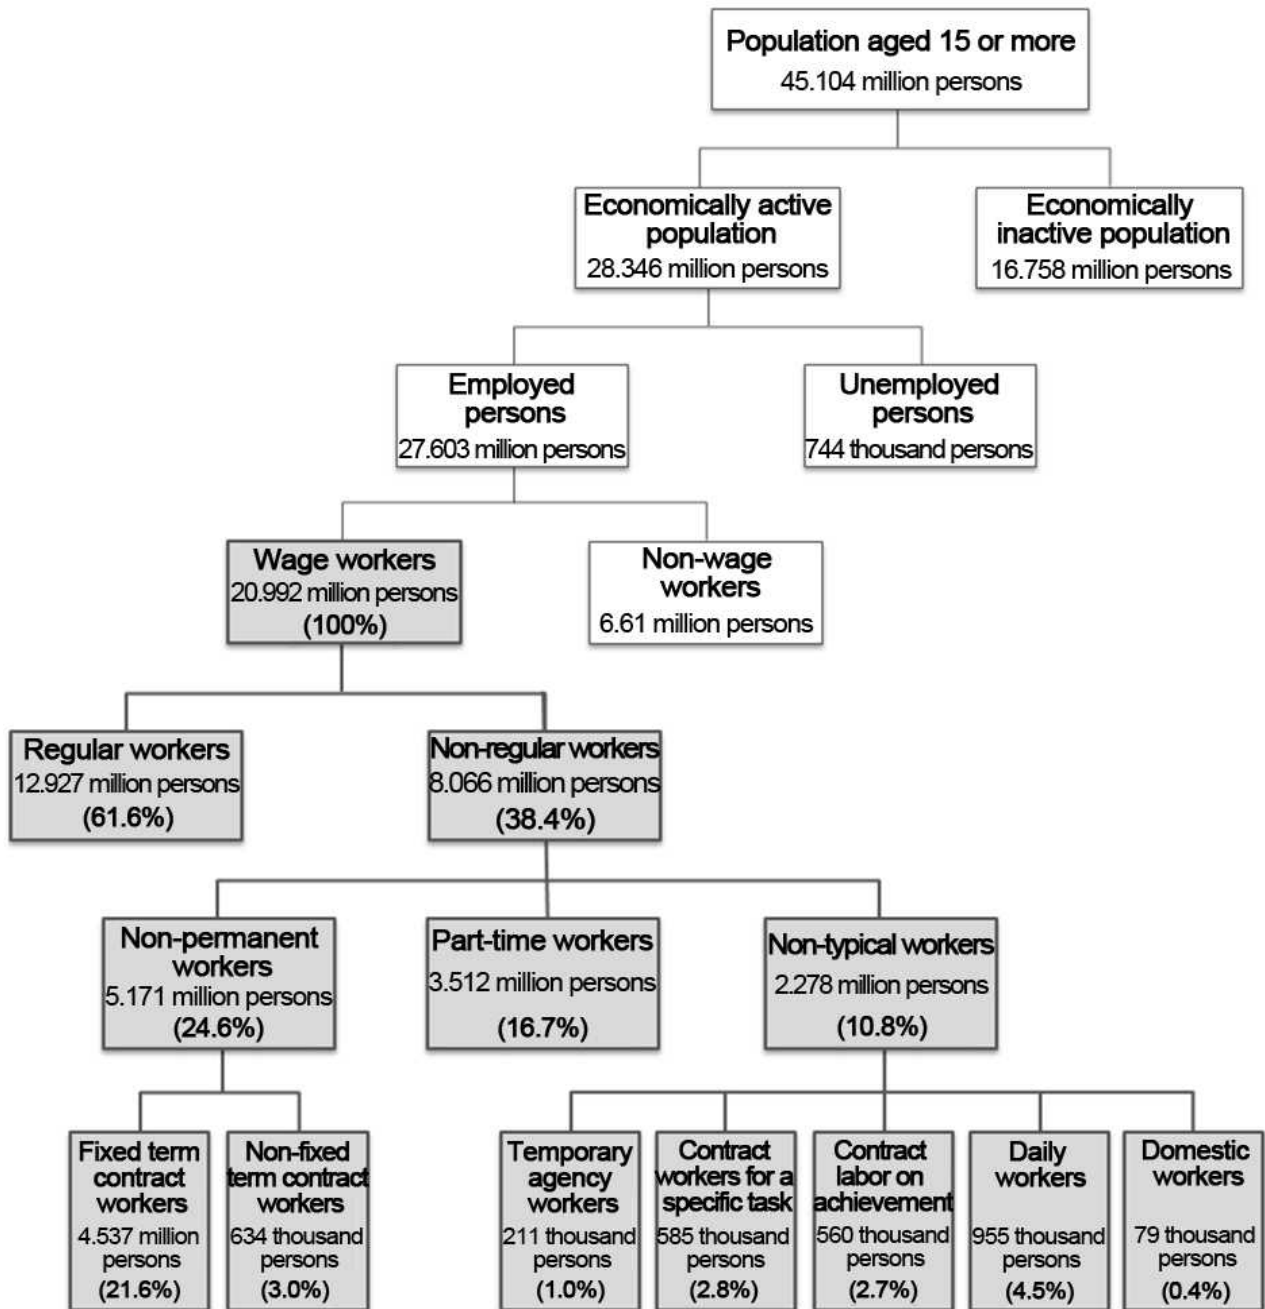 Population aged 15 or more
45.104 million persons
Economically active
population
28.346 million persons
Economically
inactive population
16.758 million persons
Employed
persons
27.603 million persons
Unemployed
persons
744 thousand persons
Wage workers
20.992 million persons
(100%)
Non-wage
workers
6.61 million persons
Regular workers
12.927 million persons
(61.6%)
Non-regular workers
8.066 million persons
(38.4%)
Non-permanent
workers
5.171 million persons
(24.6%)
Part-time workers
3.512 million persons
(16.7%)
Non-typical workers
2.278 million persons
(10.8%)
Fixed term
contract
workers
4.537 million
persons
(21.6%)
Non-fixed
term contract
workers
634 thousand
persons
(3.0%)
Temporary
agency
workers
211 thousand
persons
(1.0%)
Contract
workers for a
specific task
585 thousand
persons
(2.8%)
Contract
labor on
achievement
560 thousand
persons
(2.7%)
Daily
workers
955 thousand
persons
(4.5%)
Domestic
workers
79 thousand
persons
(0.4%)